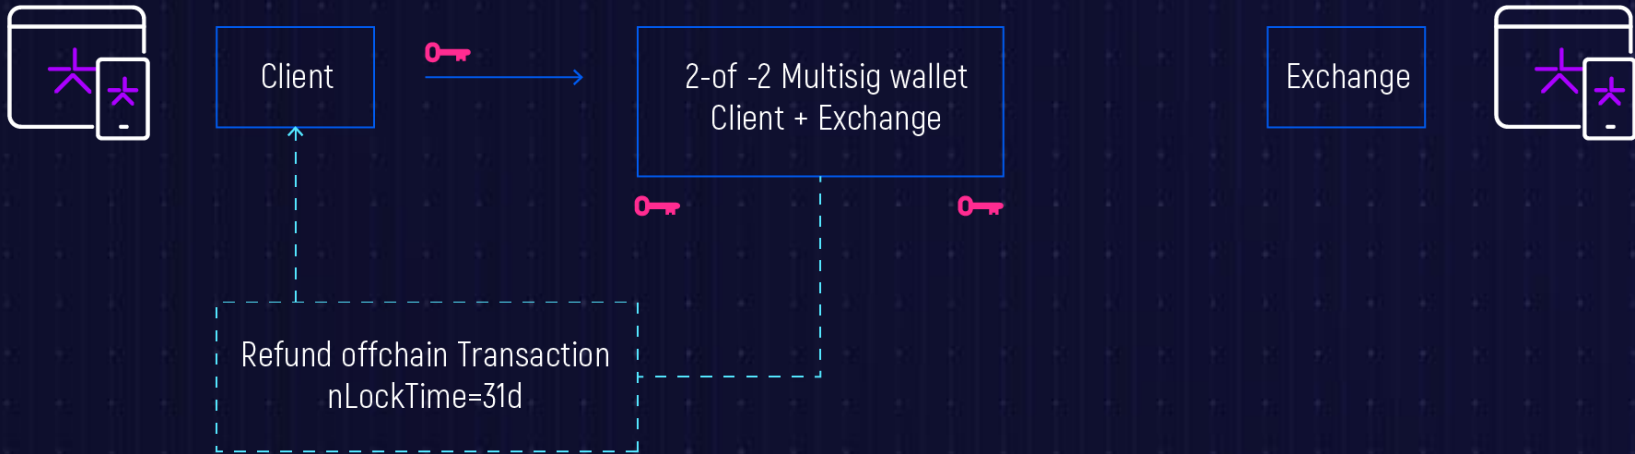 Client
2-of -2 Multisig wallet
Client + Exchange
Exchange
Refund offchain Transaction
nLockTime=31d